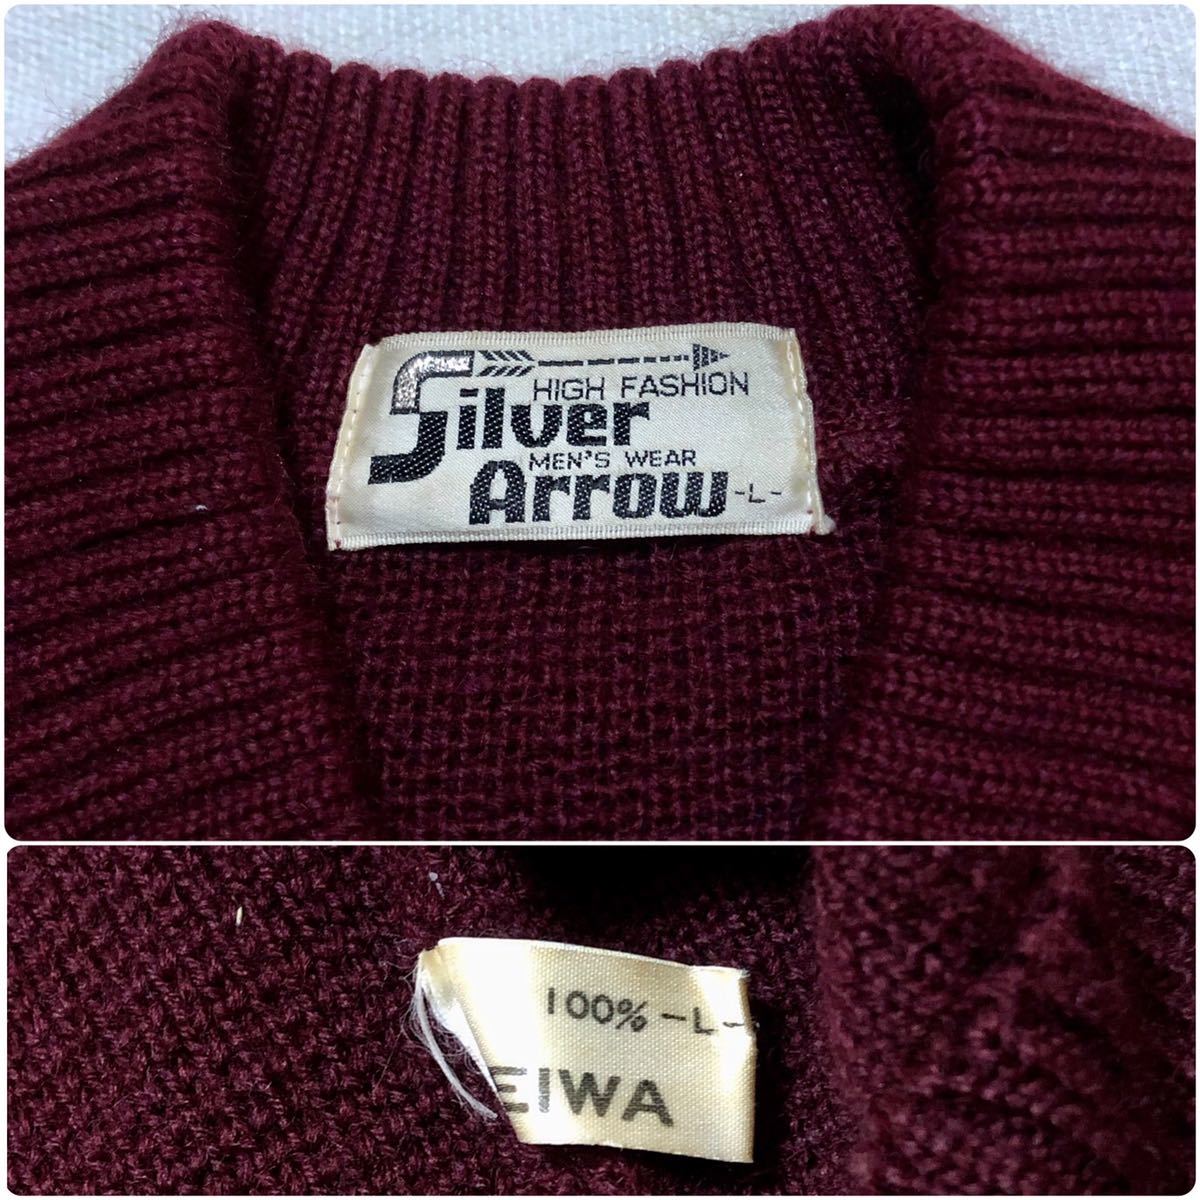 HIGH FASHION
Silver
MEN'S WEAR
Arrow -L-
100% -L-
EIWA